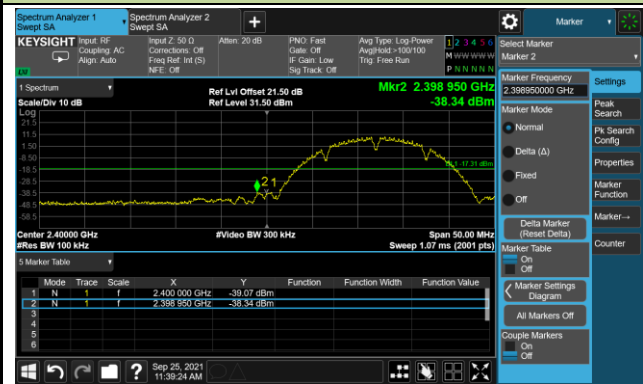 Spectrum Analyzer 1
Swept SA
Spectrum Analyzer 2
Swept SA
+
Marker
KEYSIGHT
Input: RF
Coupling: AC
Align: Auto
Input Z: 50 Ω
Corrections: Off
Freq Ref: Int (S)
NFE: Off
Atten: 20 dB
PNO: Fast
Gate: Off
IF Gain: Low
Sig Track: Off
Avg Type: Log-Power
Avg|Hold:>100/100
Trig: Free Run
1 2 3 4 5 6
M W W W W W
P N N N N N
LXI
Select Marker
Marker 2
1 Spectrum
Scale/Div 10 dB
Log
Ref Lvl Offset 21.50 dB
Ref Level 31.50 dBm
Mkr2 2.398 950 GHz
-38.34 dBm
21.5
11.5
1.50
-8.50
-18.5
-28.5
-38.5
-48.5
-58.5
DL1 -17.31 dBm
2
1
Center 2.40000 GHz
#Res BW 100 kHz
#Video BW 300 kHz
Span 50.00 MHz
Sweep 1.07 ms (2001 pts)
5 Marker Table
Mode Trace Scale X Y Function Function Width Function Value
1 N 1 f 2.400 000 GHz -39.07 dBm
2 N 1 f 2.398 950 GHz -38.34 dBm
3
4
5
6
Marker Frequency
2.398950000 GHz
Marker Mode
Normal
Delta (Δ)
Fixed
Off
Delta Marker
(Reset Delta)
Marker Table
On
Off
Marker Settings
Diagram
All Markers Off
Couple Markers
On
Off
Settings
Peak
Search
Pk Search
Config
Properties
Marker
Function
Marker→
Counter
?
Sep 25, 2021
11:39:24 AM